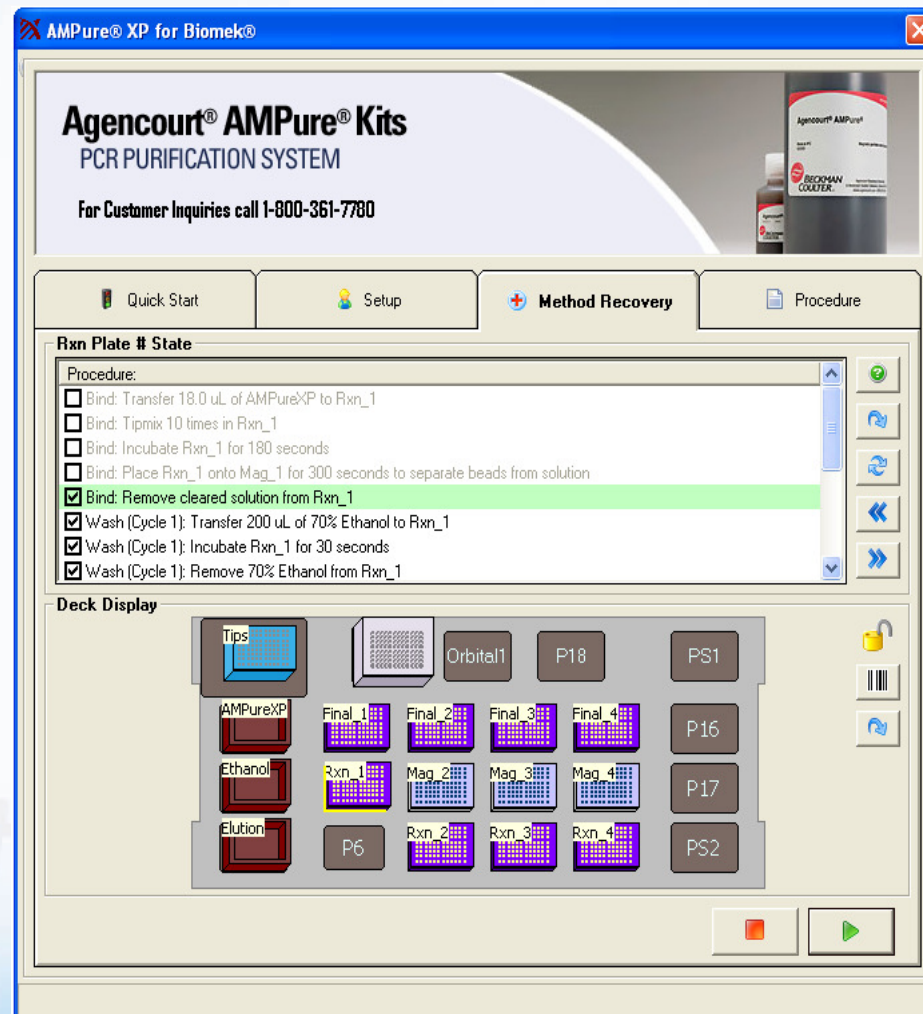 AMPure® XP for Biomek®
Agencourt® AMPure® Kits
PCR PURIFICATION SYSTEM
For Customer Inquiries call 1-800-361-7780
Agencourt® AMPure®
BECKMAN
COULTER
Quick Start
Setup
Method Recovery
Procedure
Rxn Plate # State
Procedure:
Bind: Transfer 18.0 uL of AMPureXP to Rxn_1
Bind: Tipmix 10 times in Rxn_1
Bind: Incubate Rxn_1 for 180 seconds
Bind: Place Rxn_1 onto Mag_1 for 300 seconds to separate beads from solution
Bind: Remove cleared solution from Rxn_1
Wash (Cycle 1): Transfer 200 uL of 70% Ethanol to Rxn_1
Wash (Cycle 1): Incubate Rxn_1 for 30 seconds
Wash (Cycle 1): Remove 70% Ethanol from Rxn_1
Deck Display
Tips
Orbital1
P18
PS1
AMPureXP
Final_1
Final_2
Final_3
Final_4
P16
Ethanol
Rxn_1
Mag_2
Mag_3
Mag_4
P17
Elution
P6
Rxn_2
Rxn_3
Rxn_4
PS2